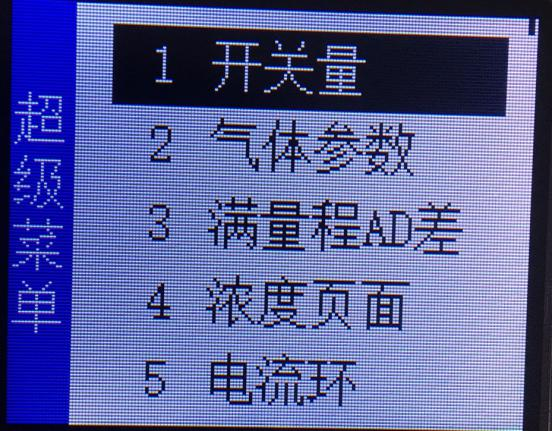 超级菜单
1 开关量
2 气体参数
3 满量程AD差
4 浓度页面
5 电流环